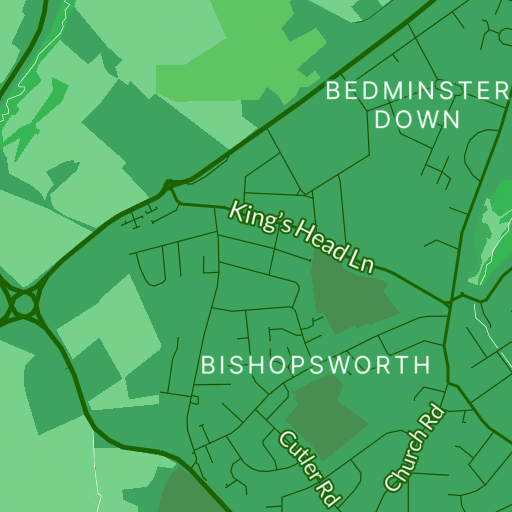 BEDMINSTER
DOWN
King's Head Ln
BISHOPSWORTH
Cutler Rd
Church Rd